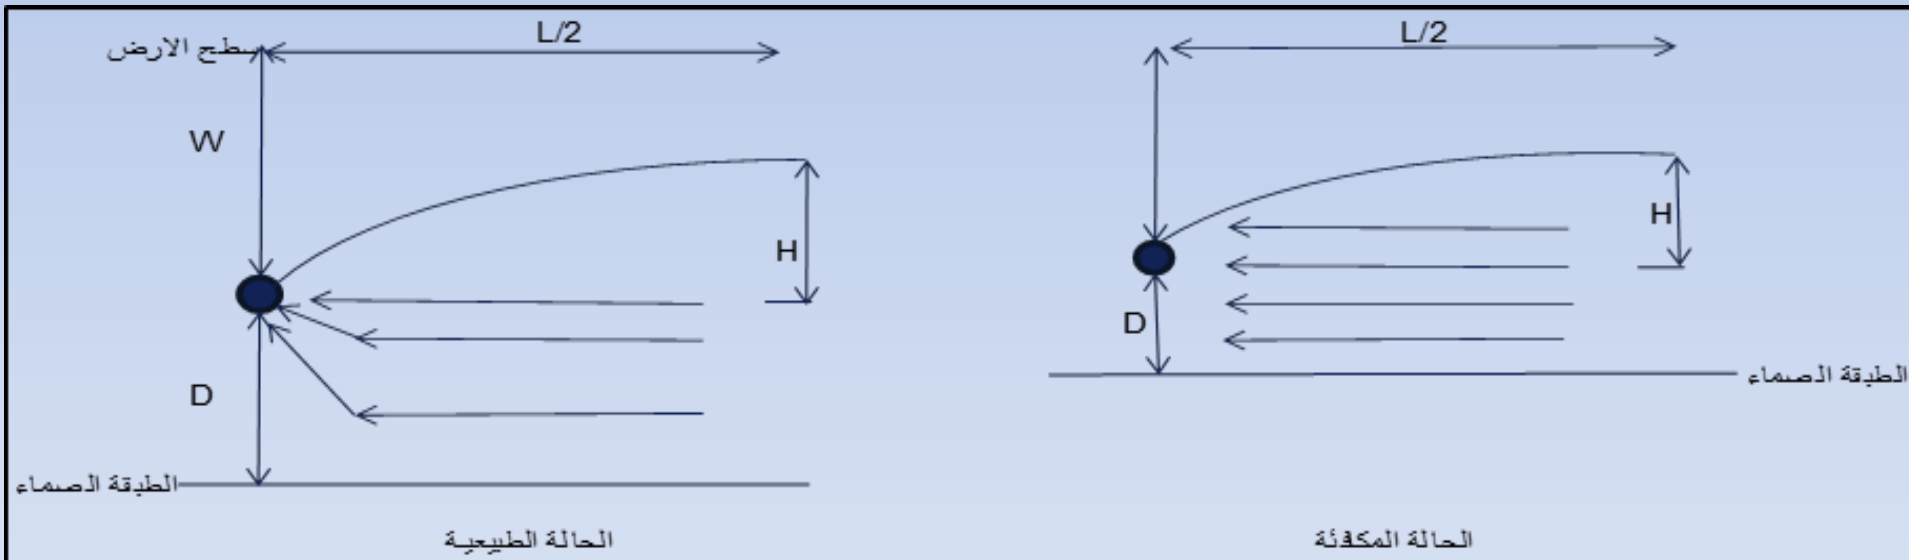 سطح الارض
L/2
W
H
D
الطبقة الصماء
الحالة الطبيعية
L/2
H
D
الطبقة الصماء
الحالة المكافئة